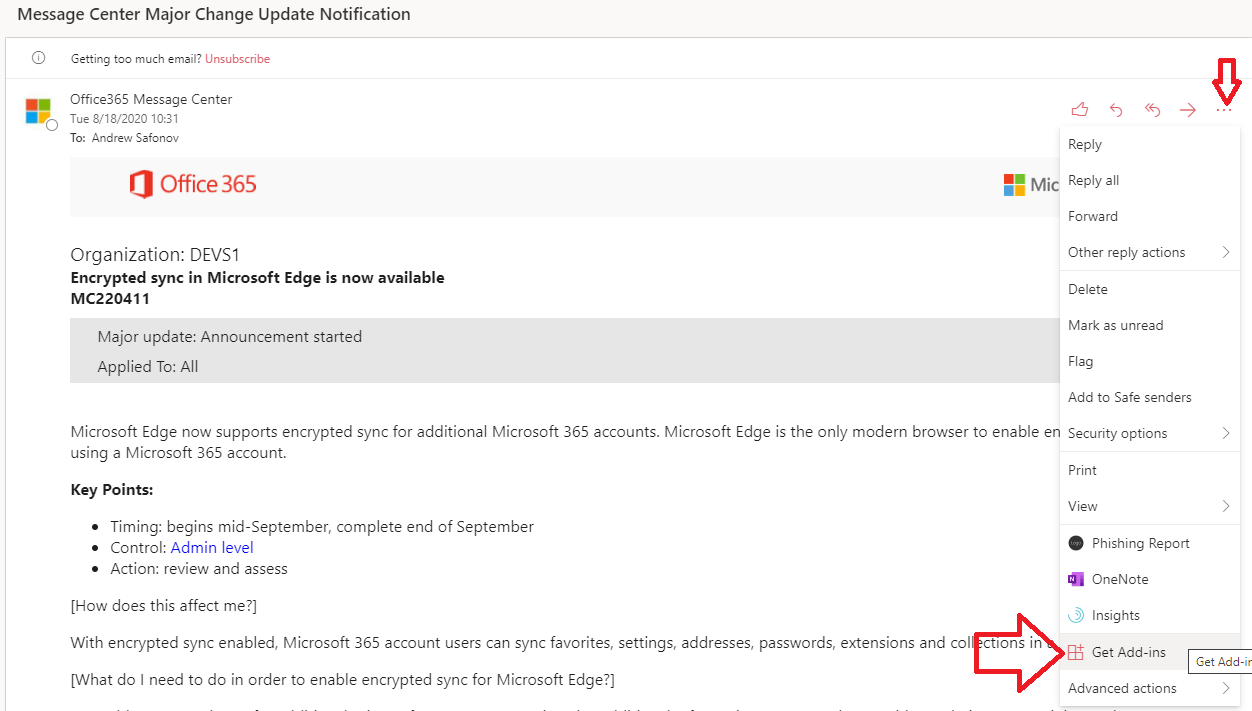 Message Center Major Change Update Notification
Getting too much email? Unsubscribe
Office365 Message Center
Tue 8/18/2020 10:31
To: Andrew Safonov
Office 365
Mic
Organization: DEVS1
Encrypted sync in Microsoft Edge is now available
MC220411
Major update: Announcement started
Applied To: All
Microsoft Edge now supports encrypted sync for additional Microsoft 365 accounts. Microsoft Edge is the only modern browser to enable en
using a Microsoft 365 account.
Key Points:
• Timing: begins mid-September, complete end of September
• Control: Admin level
• Action: review and assess
[How does this affect me?]
With encrypted sync enabled, Microsoft 365 account users can sync favorites, settings, addresses, passwords, extensions and collections in
[What do I need to do in order to enable encrypted sync for Microsoft Edge?]
Reply
Reply all
Forward
Other reply actions
Delete
Mark as unread
Flag
Add to Safe senders
Security options
Print
View
Phishing Report
OneNote
Insights
Get Add-ins
Get Add-in
Advanced actions